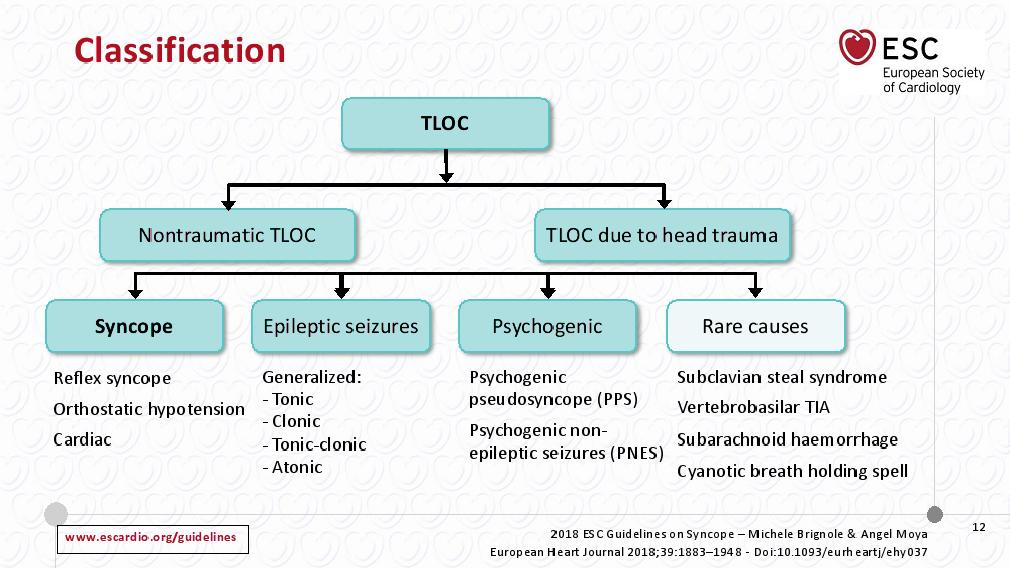 Classification
ESC
European Society
of Cardiology
TLOC
Nontraumatic TLOC
TLOC due to head trauma
Syncope
Epileptic seizures
Psychogenic
Rare causes
Reflex syncope
Orthostatic hypotension
Cardiac
Generalized:
- Tonic
- Clonic
- Tonic-clonic
- Atonic
Psychogenic
pseudosyncope (PPS)
Psychogenic non-
epileptic seizures (PNES)
Subclavian steal syndrome
Vertebrobasilar TIA
Subarachnoid haemorrhage
Cyanotic breath holding spell
www.escardio.org/guidelines
2018 ESC Guidelines on Syncope – Michele Brignole & Angel Moya
European Heart Journal 2018;39:1883–1948 - Doi:10.1093/eurheartj/ehy037
12